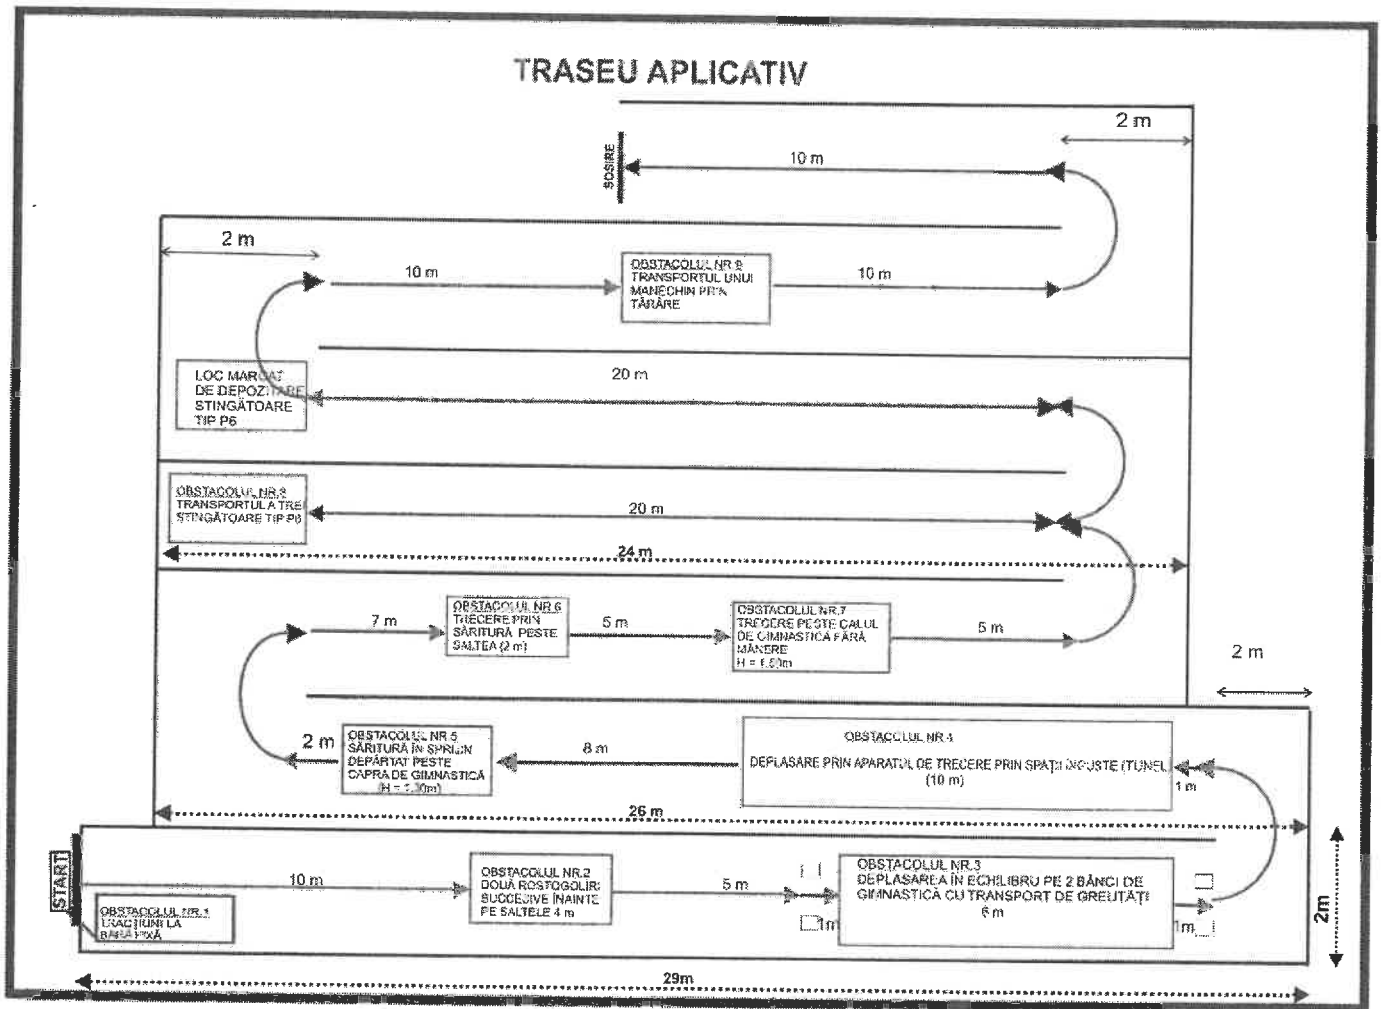 TRASEU APLICATIV
2 m
10 m
SOSIRE
2 m
10 m
OBSTACOLUL NR.9
TRANSPORTUL UNUI
MANECHIN PRIN
TÂRÂRE
10 m
LOC MARCAT
DE DEPOZITARE
STINGĂTOARE
TIP P6
20 m
OBSTACOLUL NR.8
TRANSPORTUL A TREI
STINGĂTOARE TIP P6
20 m
24 m
7 m
OBSTACOLUL NR.6
TRECERE PRIN
SĂRITURĂ PESTE
SALTEA (2 m)
5 m
OBSTACOLUL NR.7
TRECERE PESTE CALUL
DE GIMNASTICĂ FĂRĂ
MÂNERE
H = 1.50m
5 m
2 m
2 m
OBSTACOLUL NR.5
SĂRITURĂ ÎN SPRIJIN
DEPĂRTAT PESTE
CAPRA DE GIMNASTICĂ
(H = 1.30m)
8 m
OBSTACOLUL NR.4
DEPLASARE PRIN APARATUL DE TRECERE PRIN SPAȚII ÎNGUSTE (TUNEL)
(10 m)
1 m
26 m
START
10 m
OBSTACOLUL NR.1
TRACȚIUNI LA
BARA FIXĂ
OBSTACOLUL NR.2
DOUĂ ROSTOGOLIRI
SUCCESIVE ÎNAINTE
PE SALTELE 4 m
5 m
1m
OBSTACOLUL NR.3
DEPLASAREA ÎN ECHILIBRU PE 2 BĂNCI DE
GIMNASTICĂ CU TRANSPORT DE GREUTĂȚI
6 m
1m
2m
29m